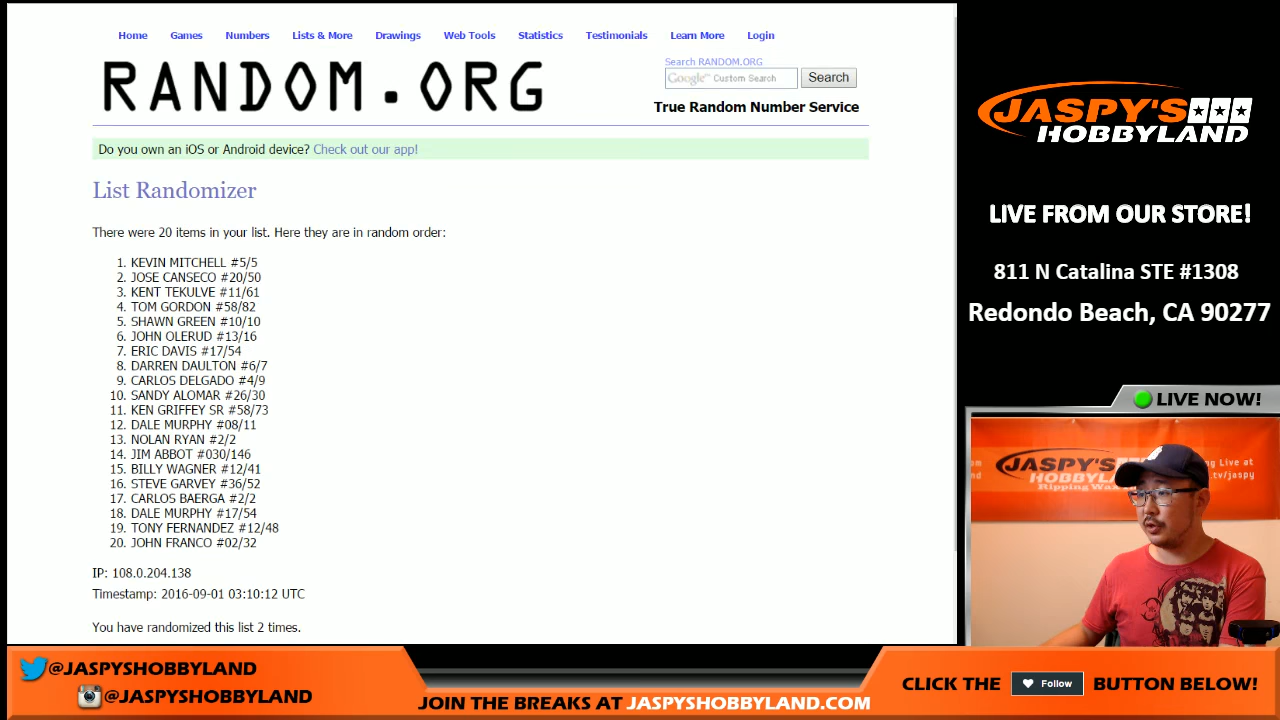 Home Games Numbers Lists & More Drawings Web Tools Statistics Testimonials Learn More Login
RANDOM.ORG
Search RANDOM.ORG
Google™ Custom Search Search
True Random Number Service
Do you own an iOS or Android device? Check out our app!
List Randomizer
There were 20 items in your list. Here they are in random order:
1. KEVIN MITCHELL #5/5
2. JOSE CANSECO #20/50
3. KENT TEKULVE #11/61
4. TOM GORDON #58/82
5. SHAWN GREEN #10/10
6. JOHN OLERUD #13/16
7. ERIC DAVIS #17/54
8. DARREN DAULTON #6/7
9. CARLOS DELGADO #4/9
10. SANDY ALOMAR #26/30
11. KEN GRIFFEY SR #58/73
12. DALE MURPHY #08/11
13. NOLAN RYAN #2/2
14. JIM ABBOT #030/146
15. BILLY WAGNER #12/41
16. STEVE GARVEY #36/52
17. CARLOS BAERGA #2/2
18. DALE MURPHY #17/54
19. TONY FERNANDEZ #12/48
20. JOHN FRANCO #02/32
IP: 108.0.204.138
Timestamp: 2016-09-01 03:10:12 UTC
You have randomized this list 2 times.
JASPY'S
HOBBYLAND
LIVE FROM OUR STORE!
811 N Catalina STE #1308
Redondo Beach, CA 90277
LIVE NOW!
JASPY'S
HOBBYLAND
Ripping Wax
ng Live at
.tv/jaspy
@JASPYSHOBBYLAND
@JASPYSHOBBYLAND
JOIN THE BREAKS AT JASPYSHOBBYLAND.COM
CLICK THE Follow BUTTON BELOW!